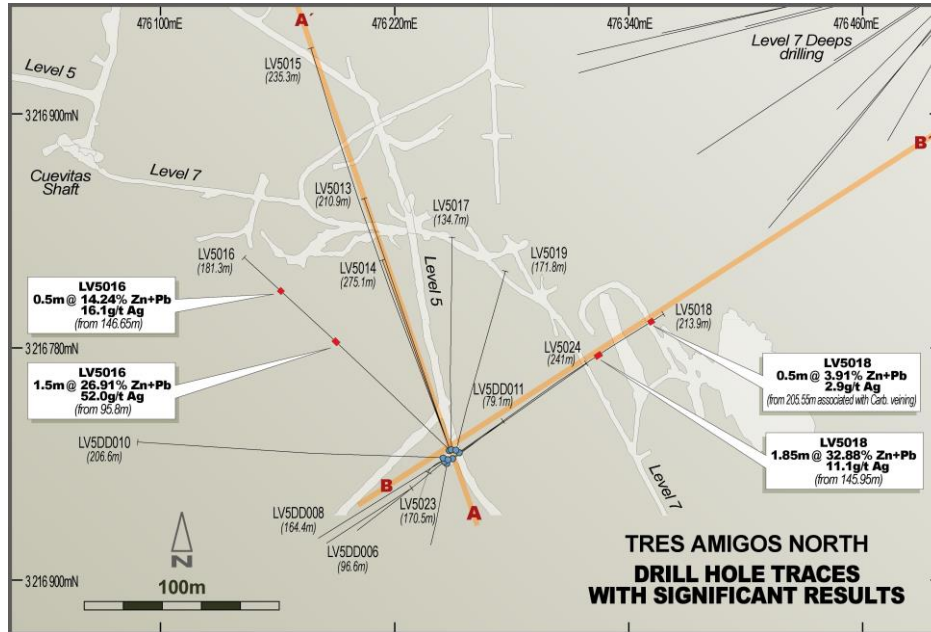 476 100mE
476 220mE
476 340mE
476 460mE
A´
Level 7 Deeps
drilling
LV5015
(235.3m)
Level 5
3 216 900mN
B´
Cuevitas
Shaft
Level 7
LV5013
(210.9m)
LV5017
(134.7m)
LV5016
(181.3m)
LV5014
(275.1m)
Level 5
LV5019
(171.8m)
LV5016
0.5m @ 14.24% Zn+Pb
16.1g/t Ag
(from 146.65m)
LV5018
(213.9m)
3 216 780mN
LV5024
(241m)
LV5016
1.5m @ 26.91% Zn+Pb
52.0g/t Ag
(from 95.8m)
LV5018
0.5m @ 3.91% Zn+Pb
2.9g/t Ag
(from 205.55m associated with Carb. veining)
LV5DD011
(79.1m)
LV5DD010
(206.6m)
LV5018
1.85m @ 32.88% Zn+Pb
11.1g/t Ag
(from 145.95m)
B
A
Level 7
LV5023
(170.5m)
LV5DD008
(164.4m)
LV5DD006
(96.6m)
N
100m
3 216 900mN
TRES AMIGOS NORTH
DRILL HOLE TRACES
WITH SIGNIFICANT RESULTS